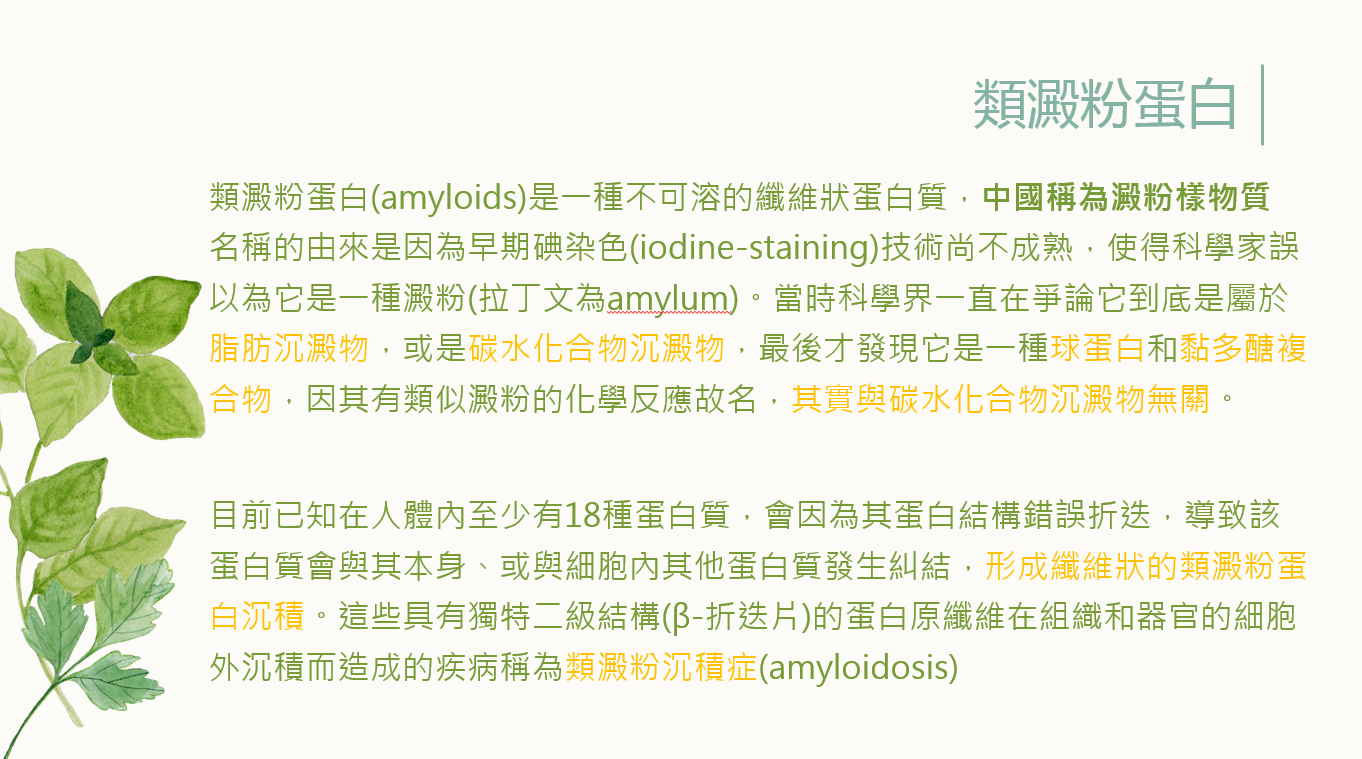 類澱粉蛋白
類澱粉蛋白(amyloids)是一種不可溶的纖維狀蛋白質，中國稱為澱粉樣物質
名稱的由來是因為早期碘染色(iodine-staining)技術尚不成熟，使得科學家誤
以為它是一種澱粉(拉丁文為amylum)。當時科學界一直在爭論它到底是屬於
脂肪沉澱物，或是碳水化合物沉澱物，最後才發現它是一種球蛋白和黏多醣複
合物，因其有類似澱粉的化學反應故名，其實與碳水化合物沉澱物無關。
目前已知在人體內至少有18種蛋白質，會因為其蛋白結構錯誤折迭，導致該
蛋白質會與其本身、或與細胞內其他蛋白質發生糾結，形成纖維狀的類澱粉蛋
白沉積。這些具有獨特二級結構(β-折迭片)的蛋白原纖維在組織和器官的細胞
外沉積而造成的疾病稱為類澱粉沉積症(amyloidosis)